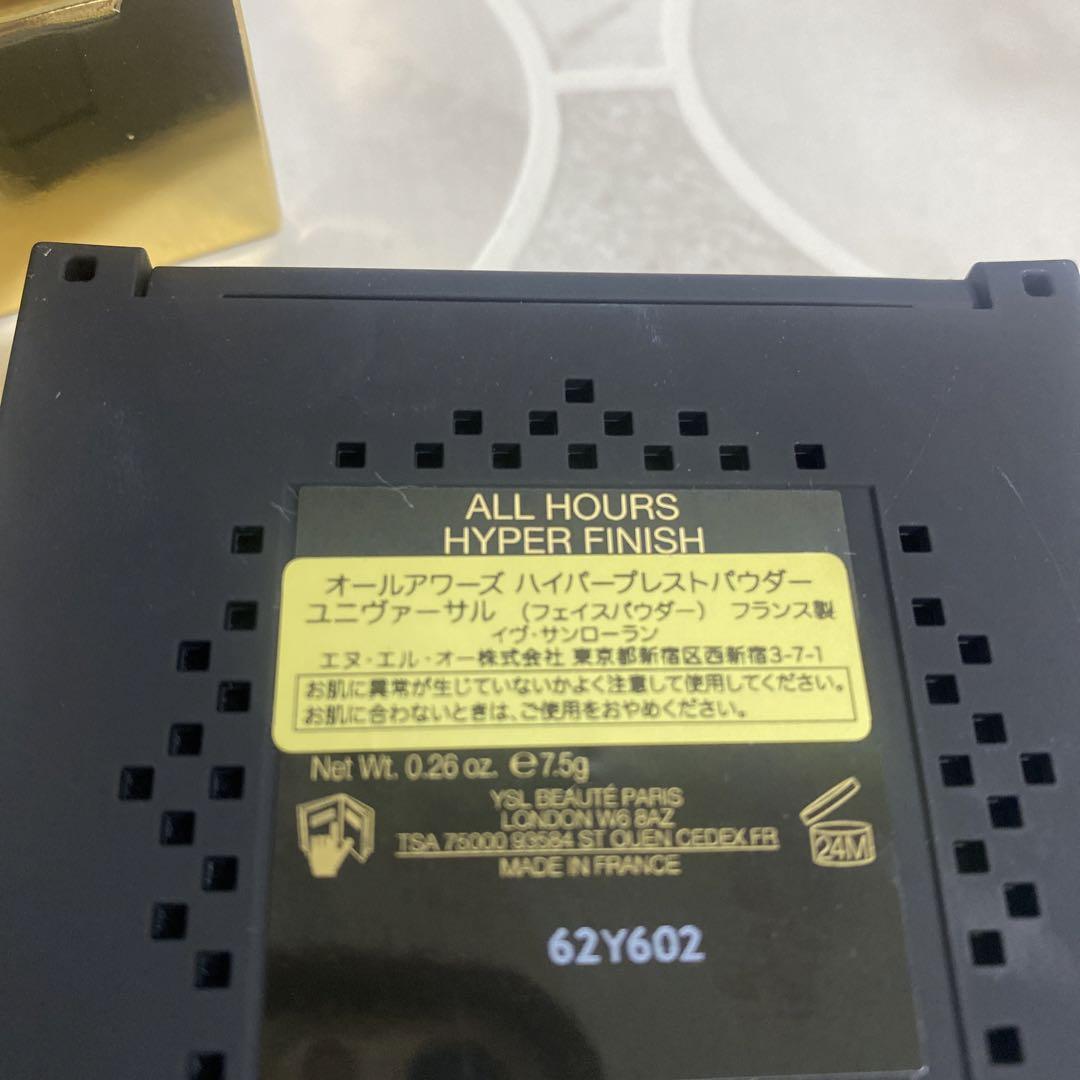 ALL HOURS
HYPER FINISH
オールアワーズ ハイパープレストパウダー
ユニヴァーサル （フェイスパウダー） フランス製
イヴ・サンローラン
エヌ・エル・オー株式会社 東京都新宿区西新宿3-7-1
お肌に異常が生じていないかよく注意して使用してください。
お肌に合わないときは、ご使用をおやめください。
Net Wt. 0.26 oz. ℮7.5g
YSL BEAUTÉ PARIS
LONDON W6 8AZ
TSA 75000 93584 ST OUEN CEDEX FR
MADE IN FRANCE
24M
62Y602